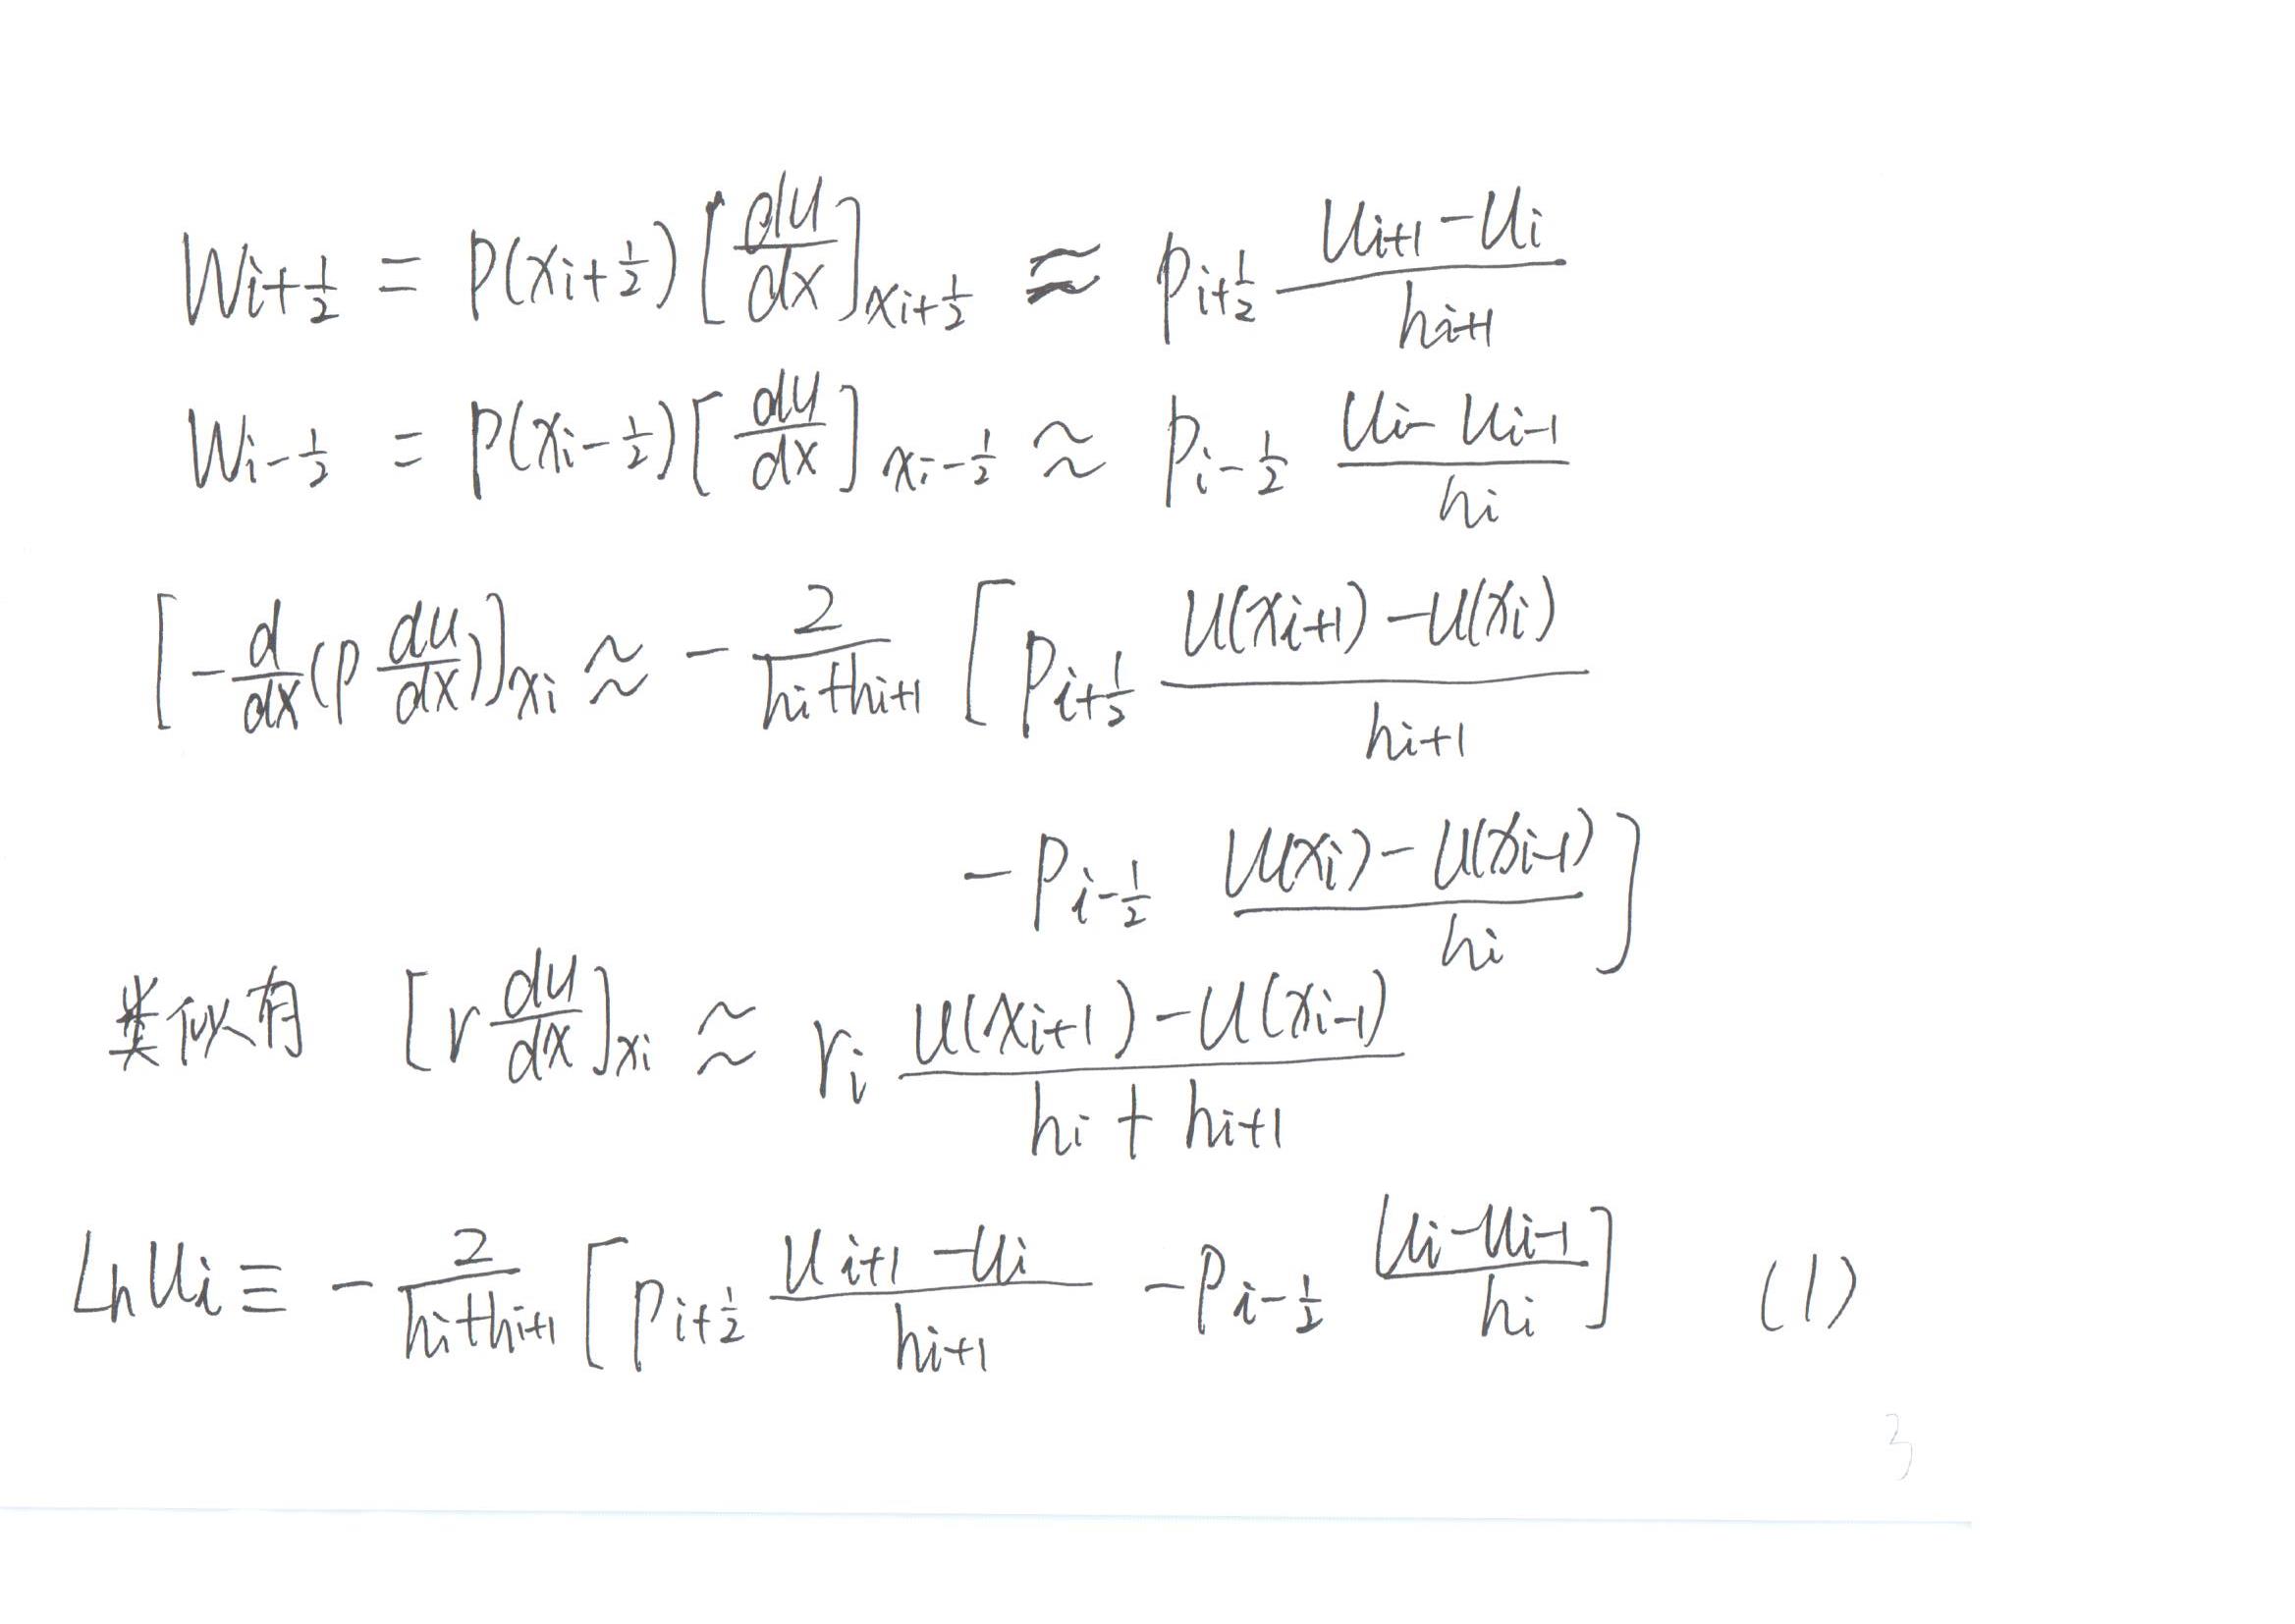 $W_{i+\frac{1}{2}} = p(x_{i+\frac{1}{2}}) \left[\frac{du}{dx}\right]_{x_{i+\frac{1}{2}}} \approx p_{i+\frac{1}{2}} \frac{u_{i+1} - u_i}{h_{i+1}}$
$W_{i-\frac{1}{2}} = p(x_{i-\frac{1}{2}}) \left[\frac{du}{dx}\right]_{x_{i-\frac{1}{2}}} \approx p_{i-\frac{1}{2}} \frac{u_i - u_{i-1}}{h_i}$
$\left[-\frac{d}{dx}(p\frac{du}{dx})\right]_{x_i} \approx -\frac{2}{h_i + h_{i+1}} \left[ p_{i+\frac{1}{2}} \frac{u(x_{i+1}) - u(x_i)}{h_{i+1}} \right.$
$\left. - p_{i-\frac{1}{2}} \frac{u(x_i) - u(x_{i-1})}{h_i} \right]$
类似有 $\left[r\frac{du}{dx}\right]_{x_i} \approx r_i \frac{u(x_{i+1}) - u(x_{i-1})}{h_i + h_{i+1}}$
$L_h u_i \equiv -\frac{2}{h_i + h_{i+1}} \left[ p_{i+\frac{1}{2}} \frac{u_{i+1} - u_i}{h_{i+1}} - p_{i-\frac{1}{2}} \frac{u_i - u_{i-1}}{h_i} \right]$ (1)
3